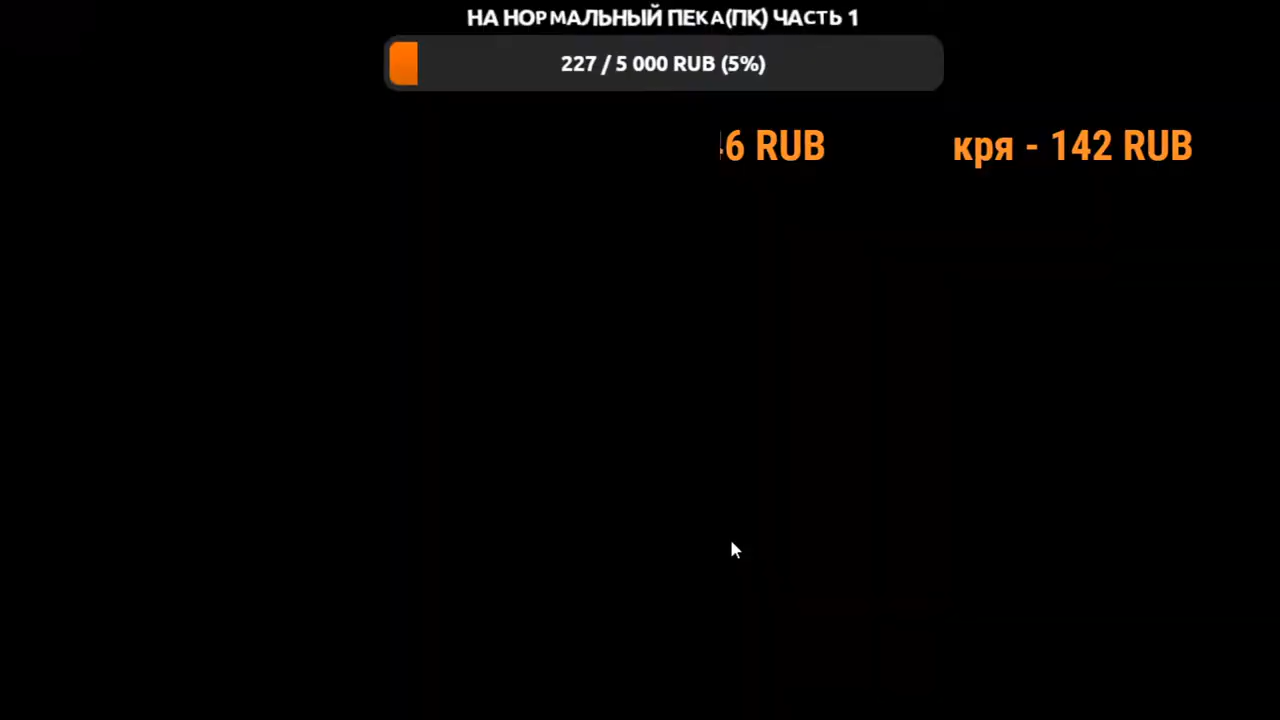 НА НОРМАЛЬНЫЙ ПЕКА(ПК) ЧАСТЬ 1
227 / 5 000 RUB (5%)
6 RUB кря - 142 RUB